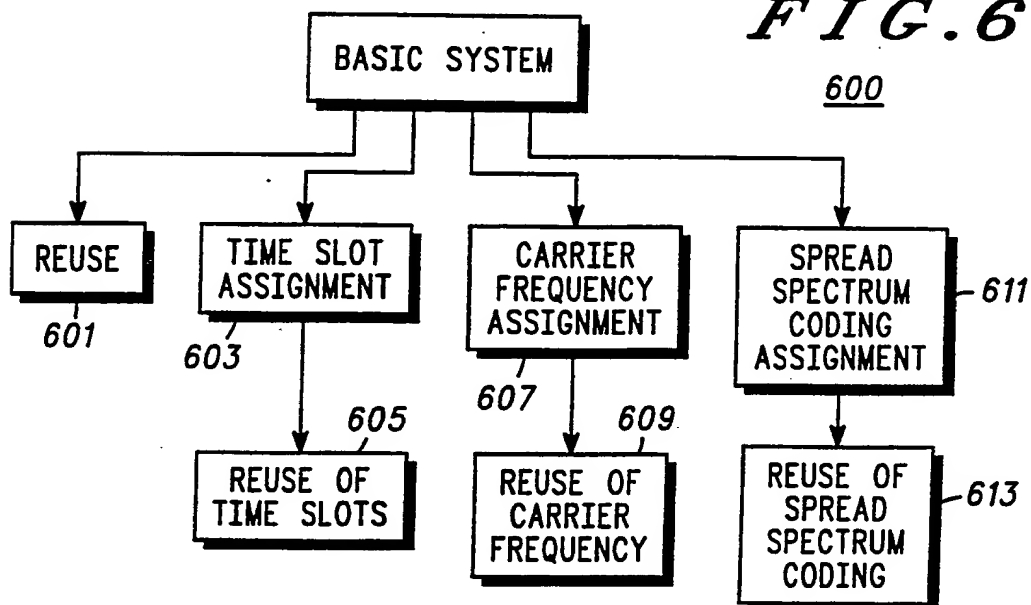 FIG.6
600
BASIC SYSTEM
REUSE
601
TIME SLOT
ASSIGNMENT
603
CARRIER
FREQUENCY
ASSIGNMENT
607
SPREAD
SPECTRUM
CODING
ASSIGNMENT
611
605
REUSE OF
TIME SLOTS
609
REUSE OF
CARRIER
FREQUENCY
REUSE OF
SPREAD
SPECTRUM
CODING
613